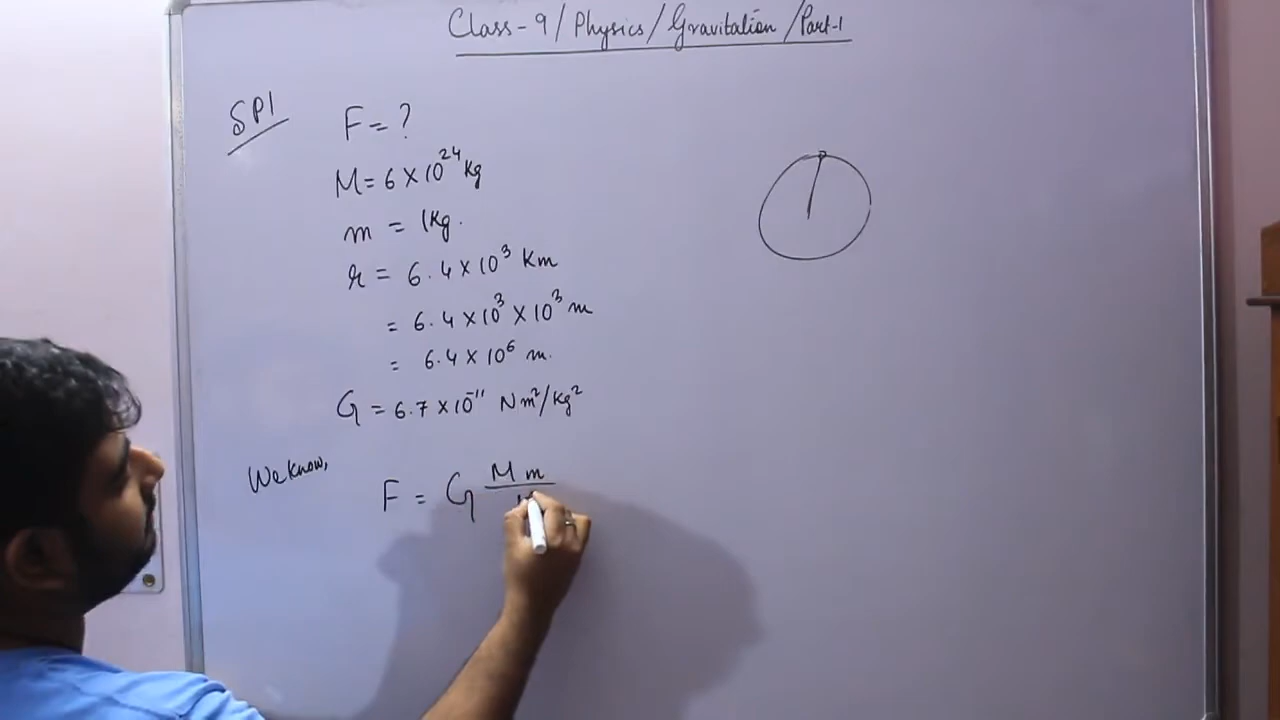 Class-9/Physics/Gravitation/Part-1
SP1
F = ?
M = 6 × 10²⁴ Kg
m = 1Kg.
r = 6.4 × 10³ Km
= 6.4 × 10³ × 10³ m
= 6.4 × 10⁶ m.
G = 6.7 × 10⁻¹¹ Nm²/Kg²
We know,
F = G Mm/